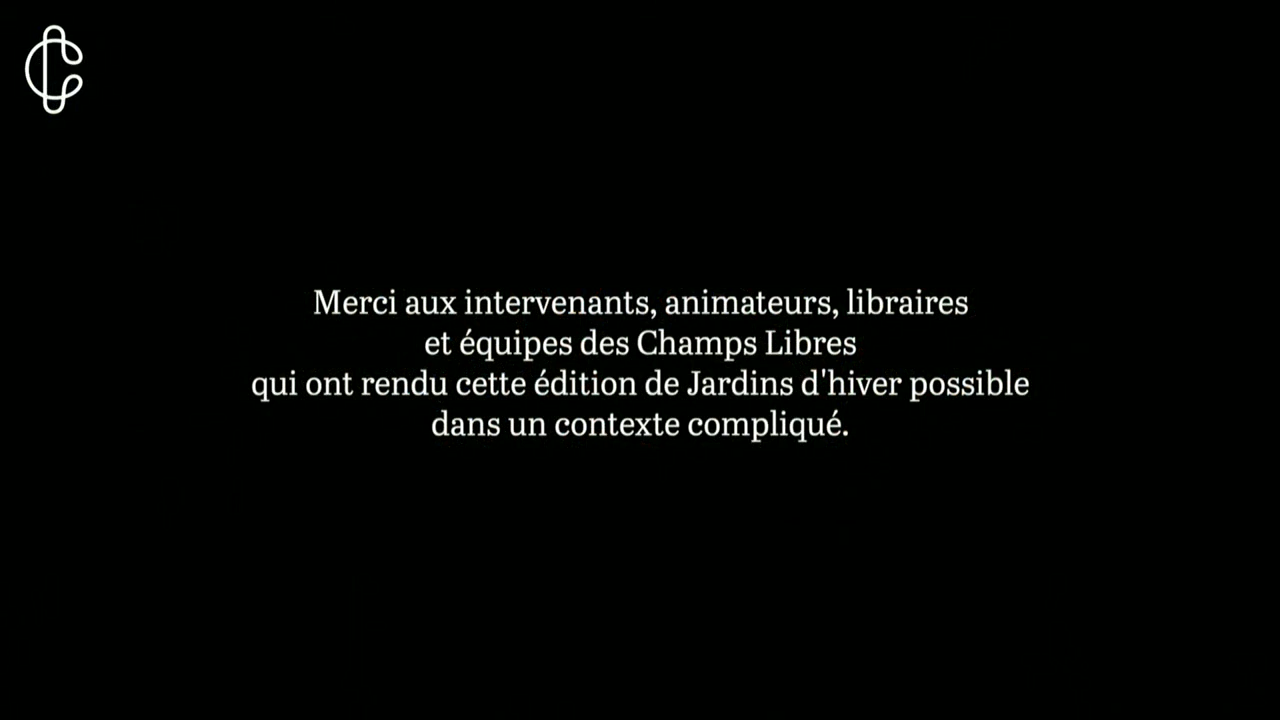 Merci aux intervenants, animateurs, libraires
et équipes des Champs Libres
qui ont rendu cette édition de Jardins d'hiver possible
dans un contexte compliqué.